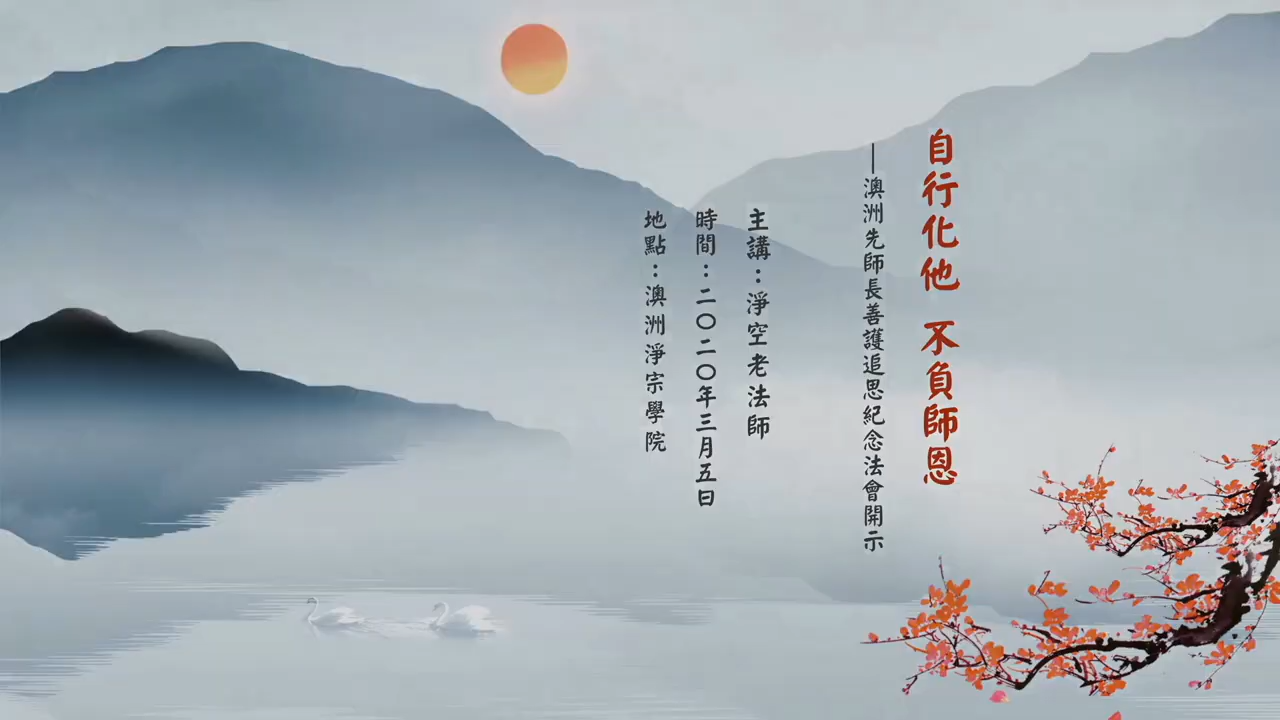 自行化他 不負師恩
—澳洲先師長善護追思紀念法會開示
主講：淨空老法師
時間：二〇二〇年三月五日
地點：澳洲淨宗學院